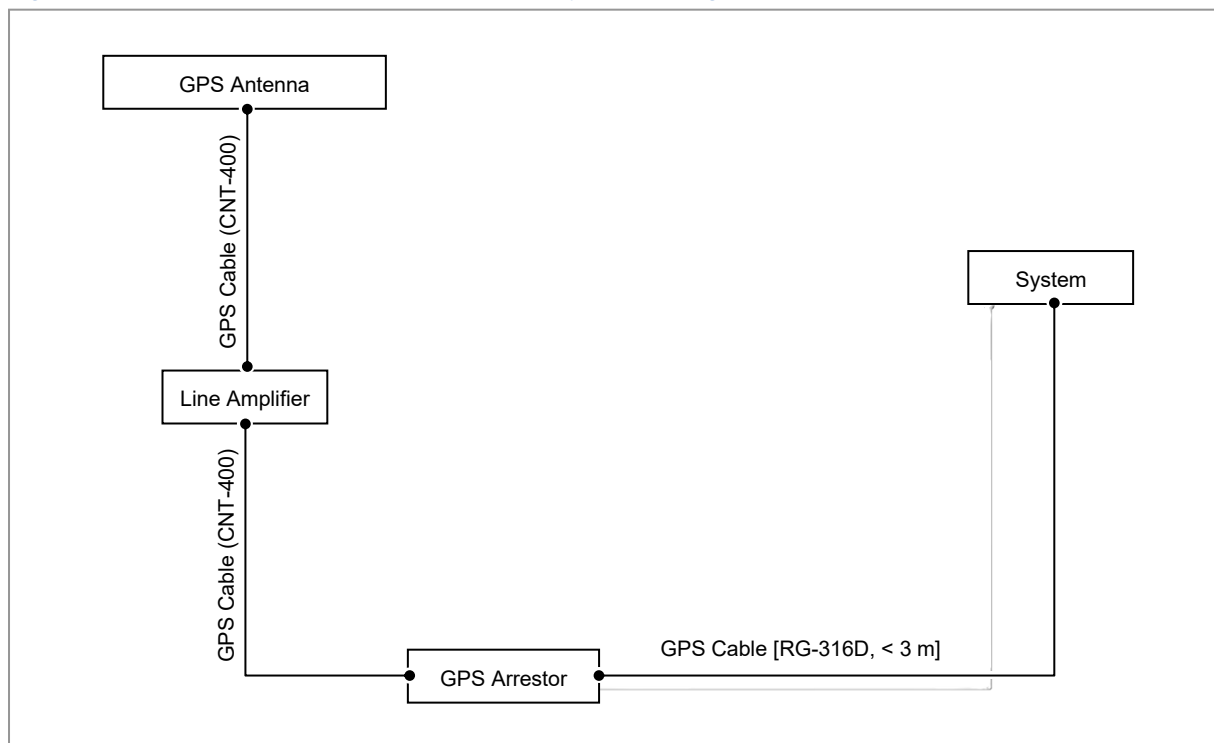 GPS Antenna
GPS Cable (CNT-400)
System
Line Amplifier
GPS Cable (CNT-400)
GPS Cable [RG-316D, < 3 m]
GPS Arrestor